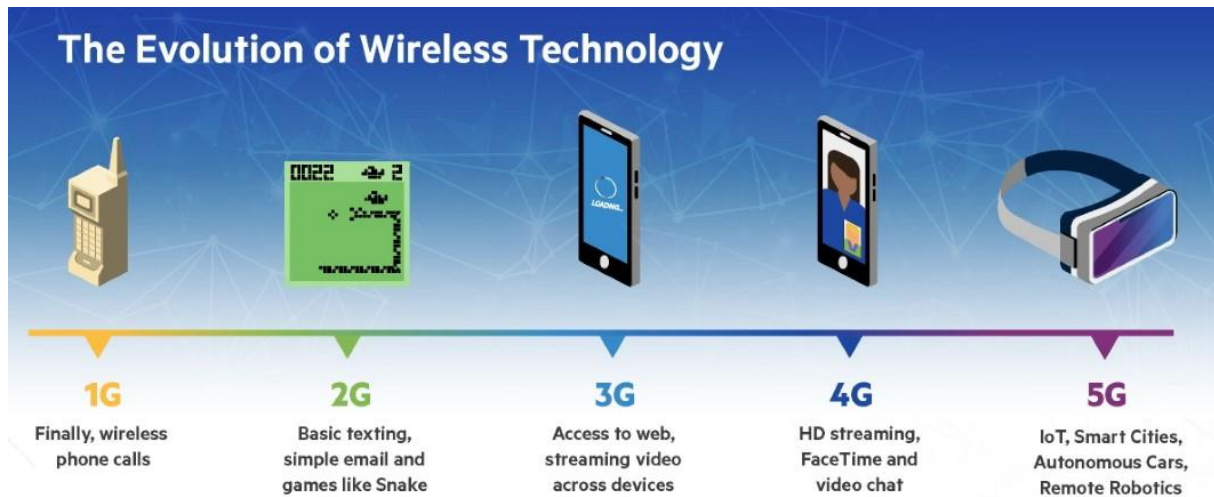 The Evolution of Wireless Technology
0022 2
LOADING...
1G
Finally, wireless
phone calls
2G
Basic texting,
simple email and
games like Snake
3G
Access to web,
streaming video
across devices
4G
HD streaming,
FaceTime and
video chat
5G
IoT, Smart Cities,
Autonomous Cars,
Remote Robotics